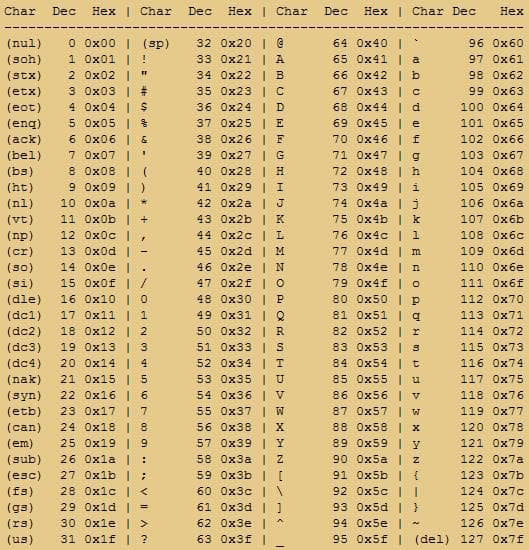 Char  Dec  Hex | Char  Dec  Hex | Char  Dec  Hex | Char Dec  Hex
----------------------------------------------------------------
(nul)   0 0x00 | (sp)   32 0x20 | @      64 0x40 | `      96 0x60
(soh)   1 0x01 | !      33 0x21 | A      65 0x41 | a      97 0x61
(stx)   2 0x02 | "      34 0x22 | B      66 0x42 | b      98 0x62
(etx)   3 0x03 | #      35 0x23 | C      67 0x43 | c      99 0x63
(eot)   4 0x04 | $      36 0x24 | D      68 0x44 | d     100 0x64
(enq)   5 0x05 | %      37 0x25 | E      69 0x45 | e     101 0x65
(ack)   6 0x06 | &      38 0x26 | F      70 0x46 | f     102 0x66
(bel)   7 0x07 | '      39 0x27 | G      71 0x47 | g     103 0x67
(bs)    8 0x08 | (      40 0x28 | H      72 0x48 | h     104 0x68
(ht)    9 0x09 | )      41 0x29 | I      73 0x49 | i     105 0x69
(nl)   10 0x0a | *      42 0x2a | J      74 0x4a | j     106 0x6a
(vt)   11 0x0b | +      43 0x2b | K      75 0x4b | k     107 0x6b
(np)   12 0x0c | ,      44 0x2c | L      76 0x4c | l     108 0x6c
(cr)   13 0x0d | -      45 0x2d | M      77 0x4d | m     109 0x6d
(so)   14 0x0e | .      46 0x2e | N      78 0x4e | n     110 0x6e
(si)   15 0x0f | /      47 0x2f | O      79 0x4f | o     111 0x6f
(dle)  16 0x10 | 0      48 0x30 | P      80 0x50 | p     112 0x70
(dc1)  17 0x11 | 1      49 0x31 | Q      81 0x51 | q     113 0x71
(dc2)  18 0x12 | 2      50 0x32 | R      82 0x52 | r     114 0x72
(dc3)  19 0x13 | 3      51 0x33 | S      83 0x53 | s     115 0x73
(dc4)  20 0x14 | 4      52 0x34 | T      84 0x54 | t     116 0x74
(nak)  21 0x15 | 5      53 0x35 | U      85 0x55 | u     117 0x75
(syn)  22 0x16 | 6      54 0x36 | V      86 0x56 | v     118 0x76
(etb)  23 0x17 | 7      55 0x37 | W      87 0x57 | w     119 0x77
(can)  24 0x18 | 8      56 0x38 | X      88 0x58 | x     120 0x78
(em)   25 0x19 | 9      57 0x39 | Y      89 0x59 | y     121 0x79
(sub)  26 0x1a | :      58 0x3a | Z      90 0x5a | z     122 0x7a
(esc)  27 0x1b | ;      59 0x3b | [      91 0x5b | {     123 0x7b
(fs)   28 0x1c | <      60 0x3c | \      92 0x5c | |     124 0x7c
(gs)   29 0x1d | =      61 0x3d | ]      93 0x5d | }     125 0x7d
(rs)   30 0x1e | >      62 0x3e | ^      94 0x5e | ~     126 0x7e
(us)   31 0x1f | ?      63 0x3f | _      95 0x5f | (del) 127 0x7f